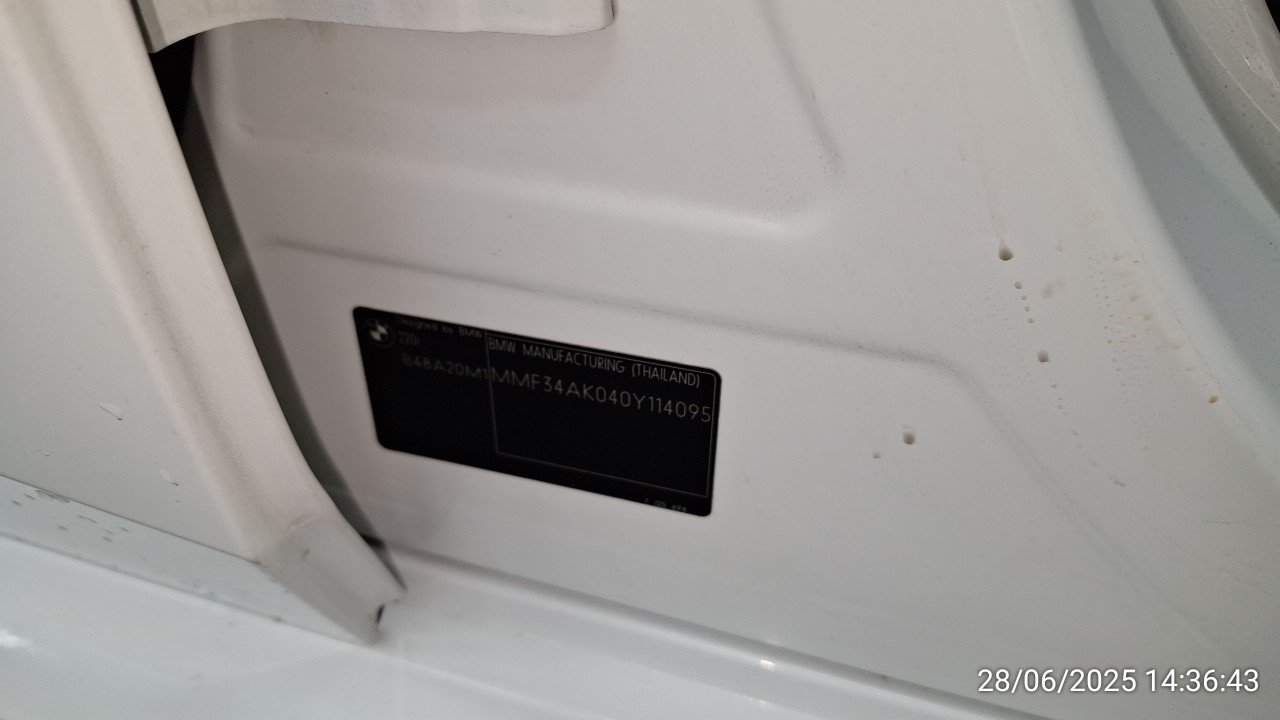 Designed by BMW
220i
B48A20M1
BMW MANUFACTURING (THAILAND)
MMF34AK040Y114095
28/06/2025 14:36:43